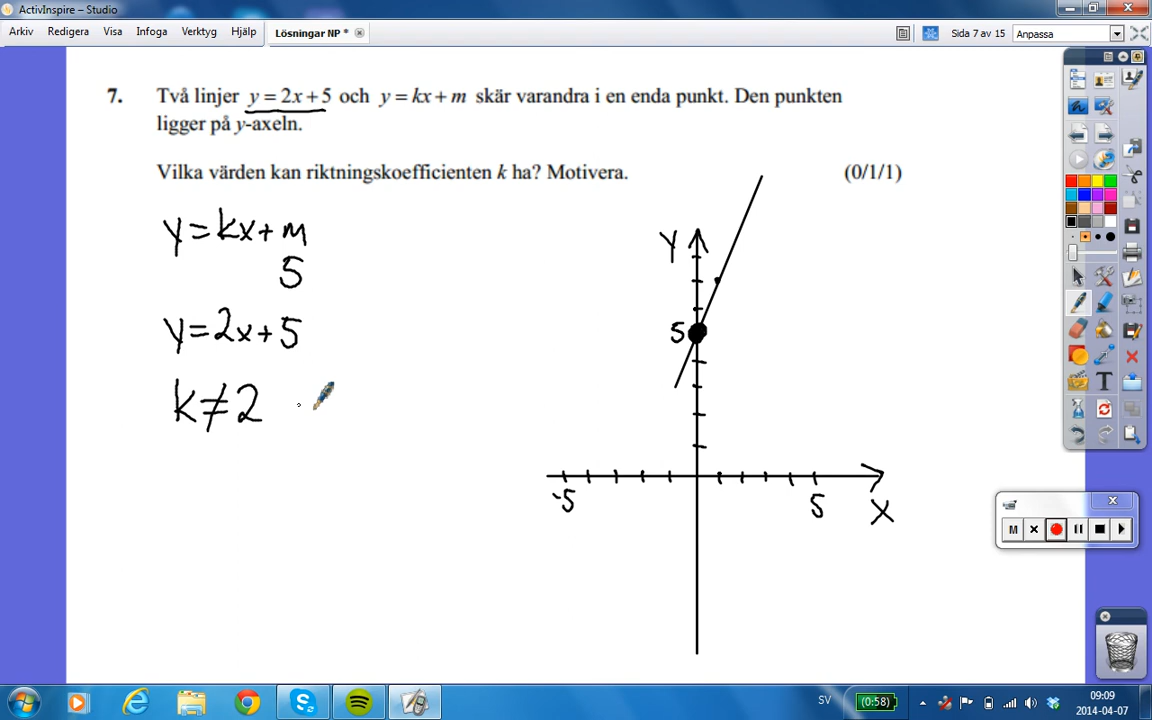 ActivInspire – Studio
Arkiv Redigera Visa Infoga Verktyg Hjälp Lösningar NP * Sida 7 av 15 Anpassa
7. Två linjer y = 2x + 5 och y = kx + m skär varandra i en enda punkt. Den punkten
ligger på y-axeln.
Vilka värden kan riktningskoefficienten k ha? Motivera. (0/1/1)
y = kx + m
5
y = 2x + 5
k ≠ 2
Y
5
-5 5 X
M
T
SV (0:58) 09:09
2014-04-07